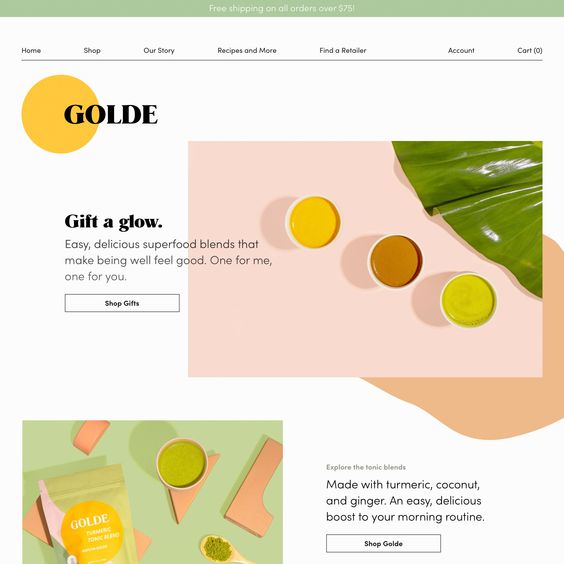 Free shipping on all orders over $75!
Home Shop Our Story Recipes and More Find a Retailer Account Cart (0)
GOLDE
Gift a glow.
Easy, delicious superfood blends that
make being well feel good. One for me,
one for you.
Shop Gifts
GOLDE
TURMERIC
TONIC BLEND
Explore the tonic blends
Made with turmeric, coconut,
and ginger. An easy, delicious
boost to your morning routine.
Shop Golde